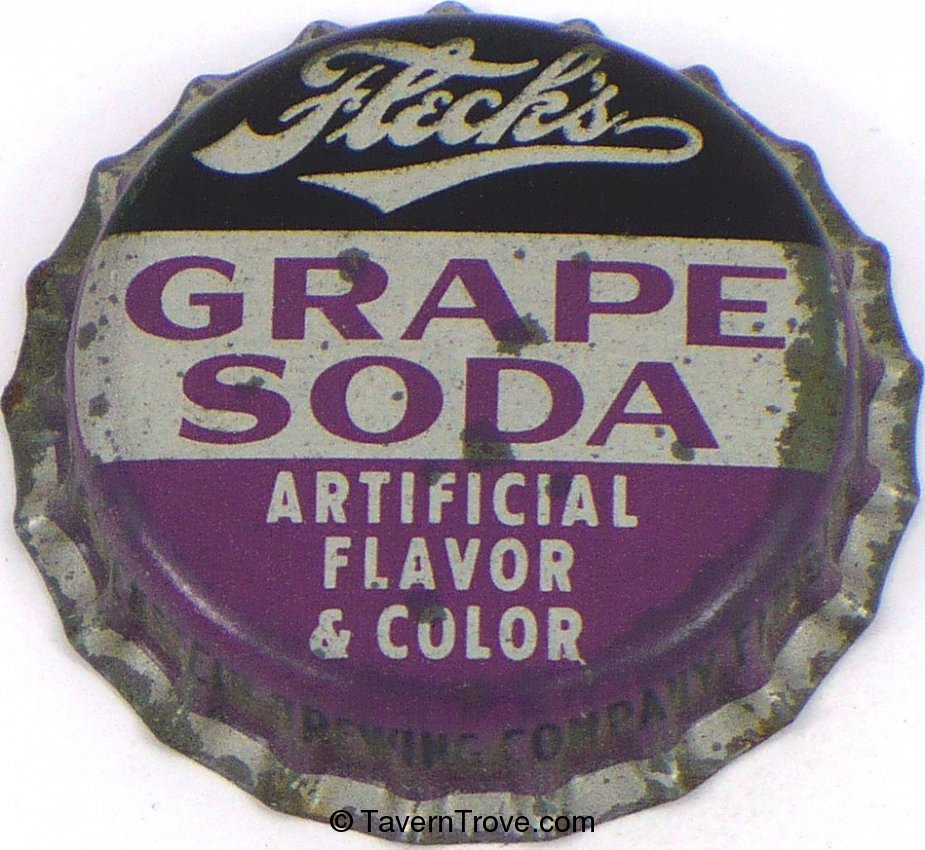 Fleck's
GRAPE
SODA
ARTIFICIAL
FLAVOR
& COLOR
BREWING COMPANY
© TavernTrove.com